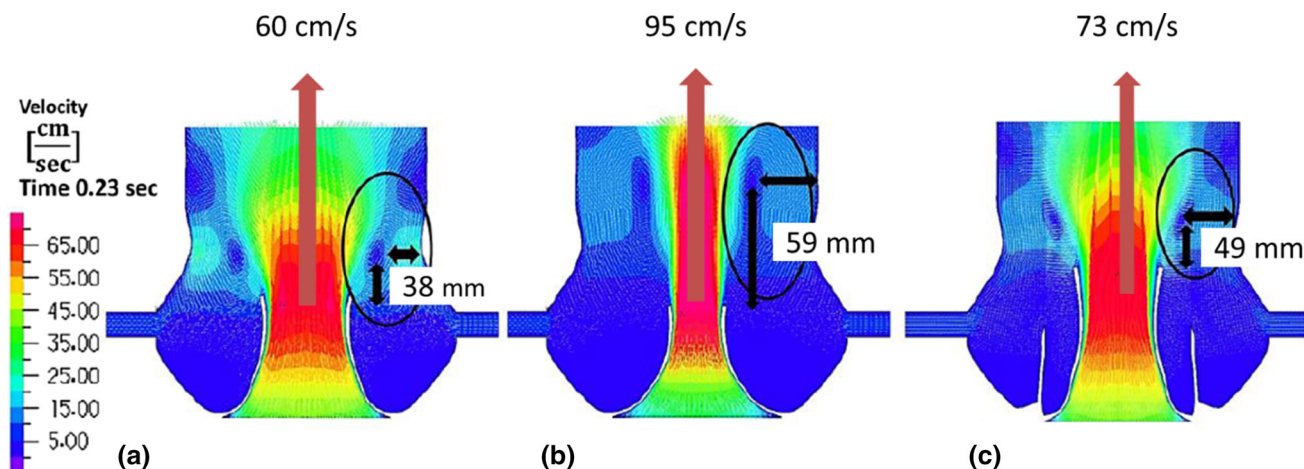 60 cm/s
95 cm/s
73 cm/s
Velocity
[cm/sec]
Time 0.23 sec
65.00
55.00
45.00
35.00
25.00
15.00
5.00
38 mm
59 mm
49 mm
(a)
(b)
(c)